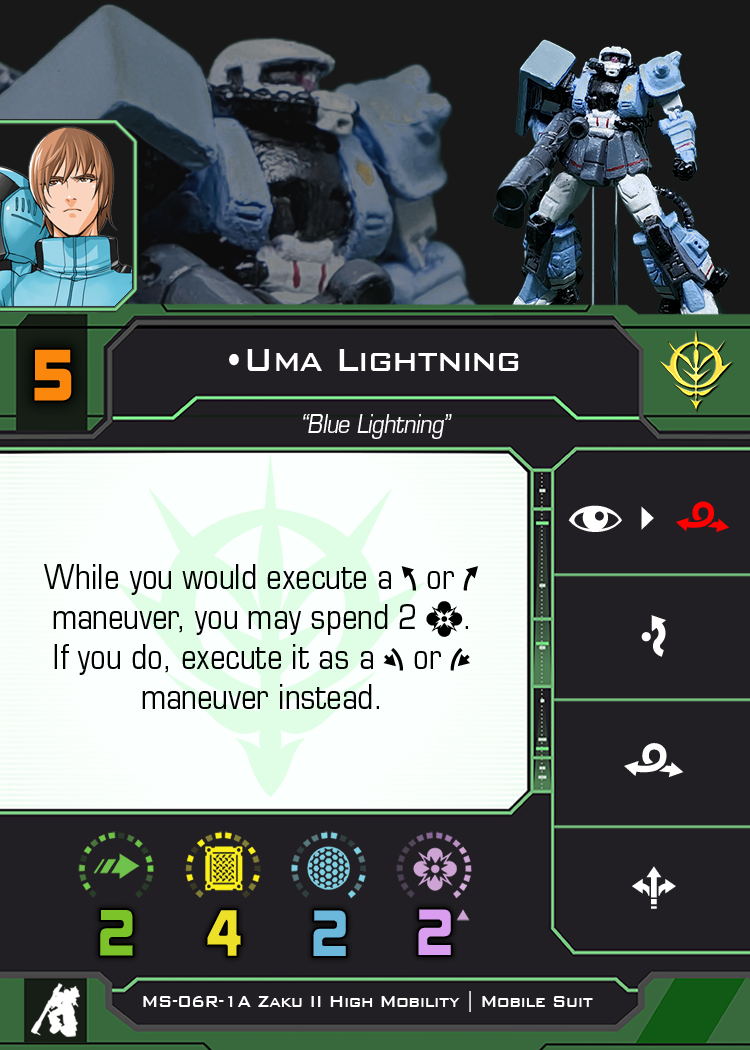 5
•Uma Lightning
“Blue Lightning”
While you would execute a or
maneuver, you may spend 2 .
If you do, execute it as a or
maneuver instead.
2 4 2 2
MS-06R-1A Zaku II High Mobility | Mobile Suit